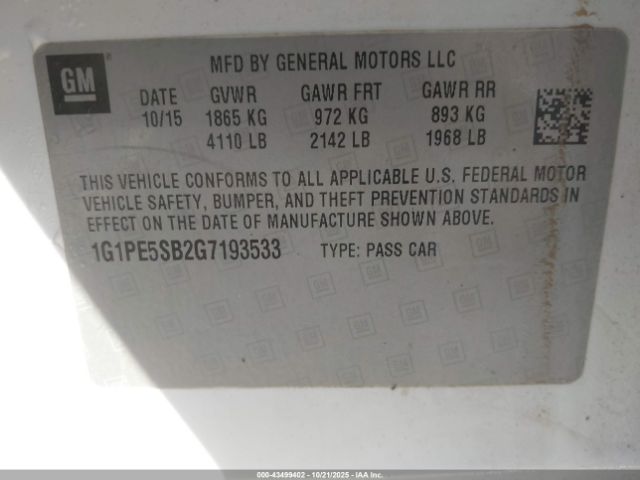 GM
MFD BY GENERAL MOTORS LLC
DATE GVWR GAWR FRT GAWR RR
10/15 1865 KG 972 KG 893 KG
4110 LB 2142 LB 1968 LB
THIS VEHICLE CONFORMS TO ALL APPLICABLE U.S. FEDERAL MOTOR
VEHICLE SAFETY, BUMPER, AND THEFT PREVENTION STANDARDS IN
EFFECT ON THE DATE OF MANUFACTURE SHOWN ABOVE.
1G1PE5SB2G7193533 TYPE: PASS CAR
000-43499402 10/21/2025 - IAA Inc.